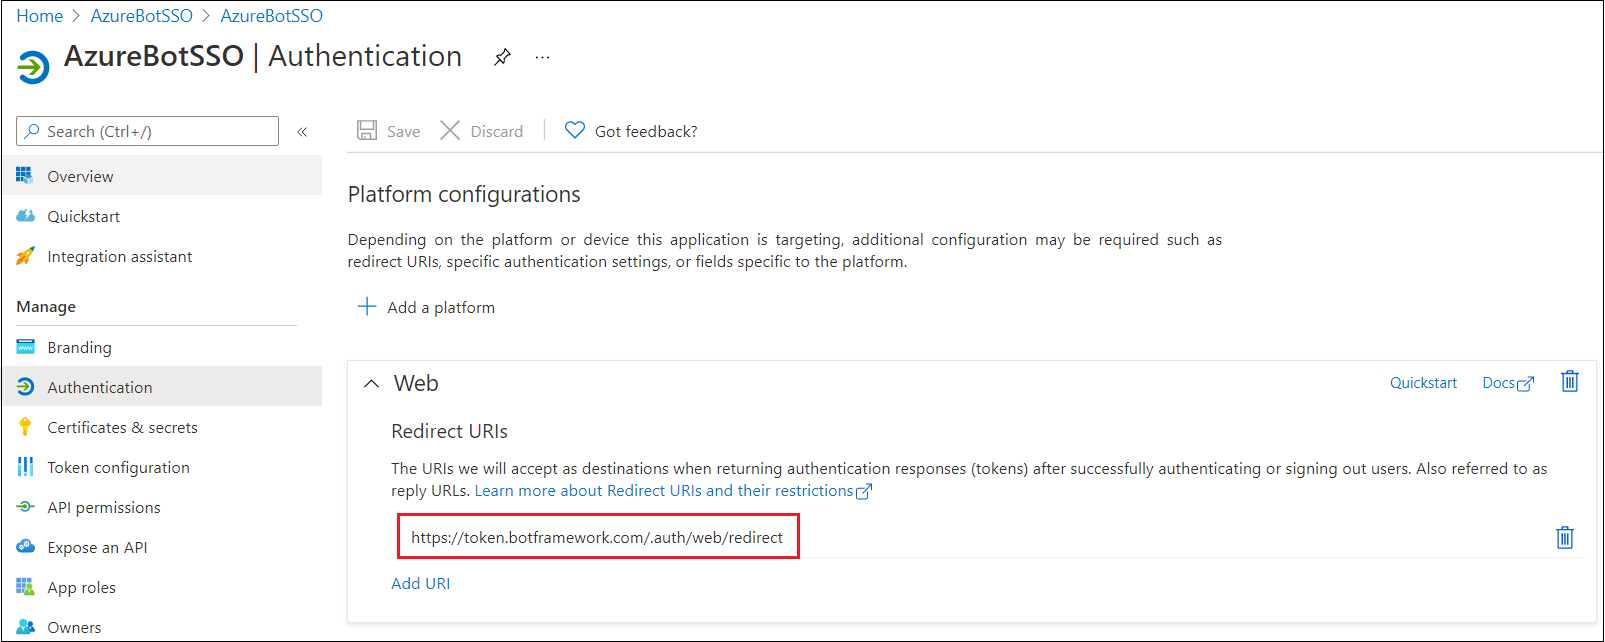 Home > AzureBotSSO > AzureBotSSO
AzureBotSSO | Authentication ...
Search (Ctrl+/) «
Save Discard Got feedback?
Overview
Quickstart
Integration assistant
Manage
Branding
Authentication
Certificates & secrets
Token configuration
API permissions
Expose an API
App roles
Owners
Platform configurations
Depending on the platform or device this application is targeting, additional configuration may be required such as
redirect URIs, specific authentication settings, or fields specific to the platform.
Add a platform
Web Quickstart Docs
Redirect URIs
The URIs we will accept as destinations when returning authentication responses (tokens) after successfully authenticating or signing out users. Also referred to as
reply URLs. Learn more about Redirect URIs and their restrictions
https://token.botframework.com/.auth/web/redirect
Add URI